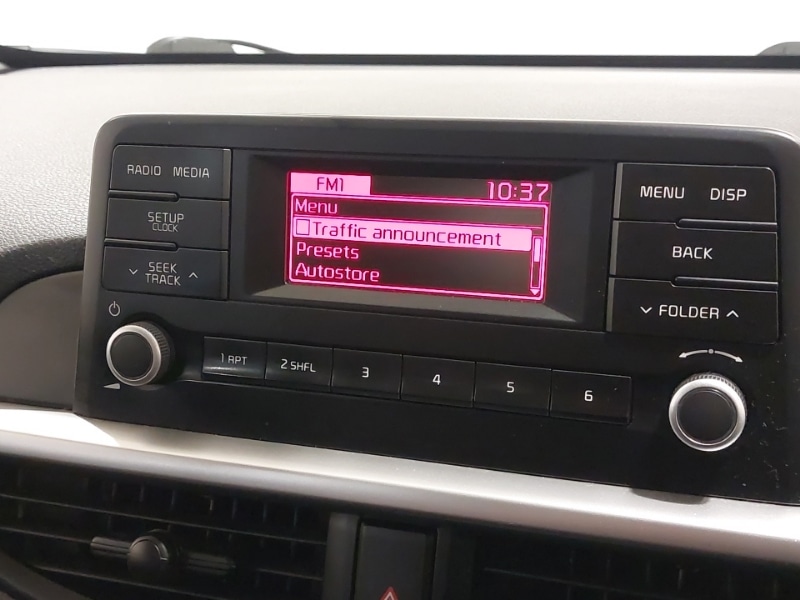 RADIO MEDIA
SETUP
CLOCK
SEEK
TRACK
FM1 10:37
Menu
Traffic announcement
Presets
Autostore
MENU DISP
BACK
FOLDER
1 RPT 2 SHFL 3 4 5 6